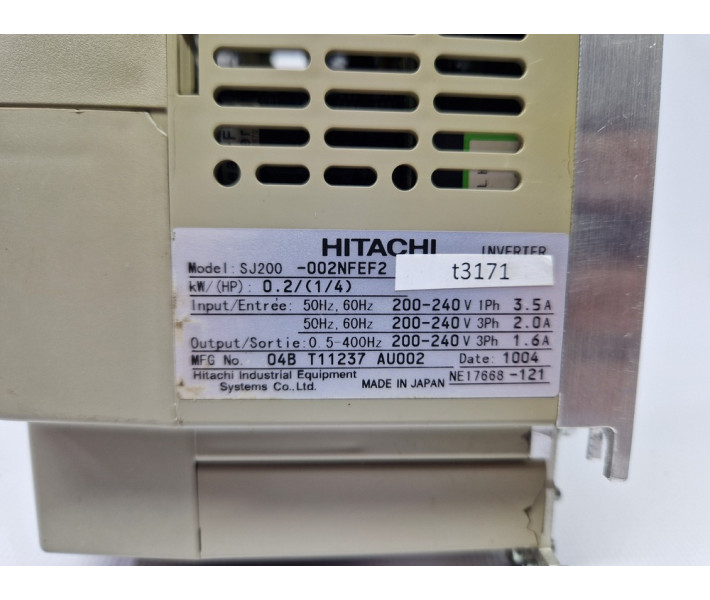 HITACHI INVERTER
Model: SJ200 -002NFEF2
t3171
kW/(HP): 0.2/(1/4)
Input/Entrée: 50Hz, 60Hz 200-240 V 1Ph 3.5 A
50Hz, 60Hz 200-240 V 3Ph 2.0 A
Output/Sortie: 0.5-400Hz 200-240 V 3Ph 1.6 A
MFG No. 04B T11237 AU002 Date: 1004
Hitachi Industrial Equipment
Systems Co., Ltd. MADE IN JAPAN NE17668 -121